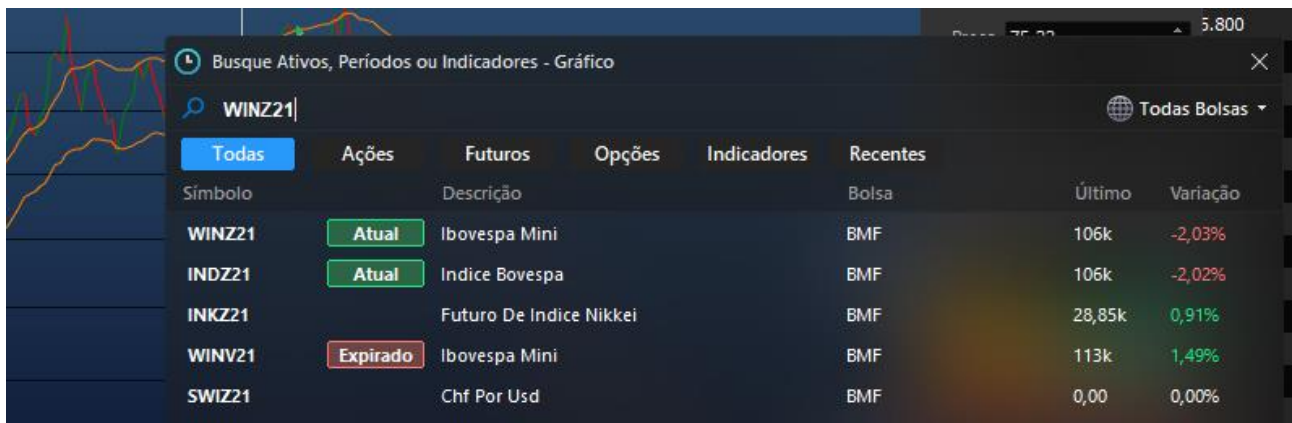 5.800
Busque Ativos, Períodos ou Indicadores - Gráfico
WINZ21 Todas Bolsas
Todas Ações Futuros Opções Indicadores Recentes
Símbolo Descrição Bolsa Último Variação
WINZ21 Atual Ibovespa Mini BMF 106k -2,03%
INDZ21 Atual Indice Bovespa BMF 106k -2,02%
INKZ21 Futuro De Indice Nikkei BMF 28,85k 0,91%
WINV21 Expirado Ibovespa Mini BMF 113k 1,49%
SWIZ21 Chf Por Usd BMF 0,00 0,00%